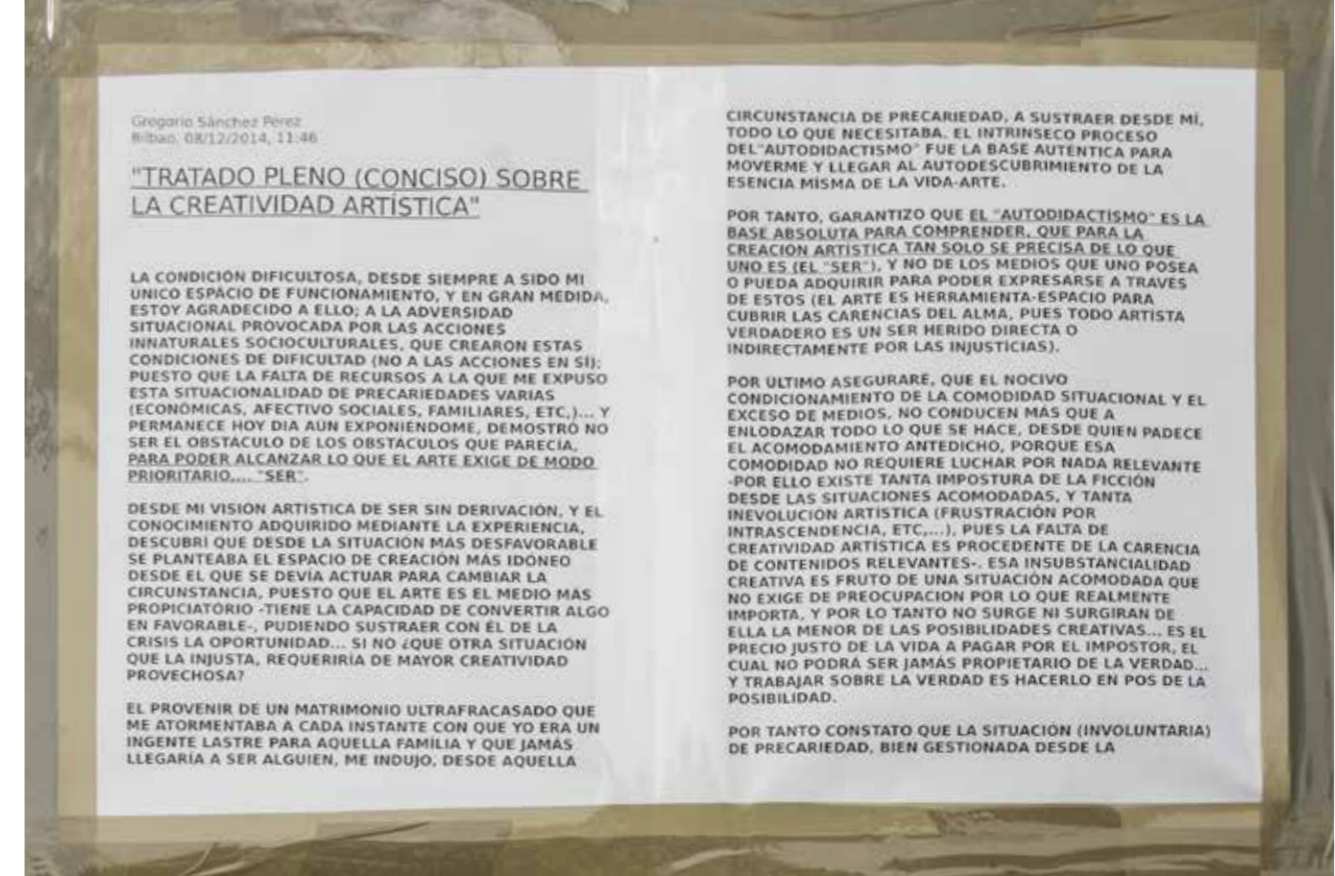 Gregorio Sánchez Pérez
Bilbao, 08/12/2014, 11:46
"TRATADO PLENO (CONCISO) SOBRE
LA CREATIVIDAD ARTÍSTICA"
LA CONDICIÓN DIFICULTOSA, DESDE SIEMPRE A SIDO MI
ÚNICO ESPACIO DE FUNCIONAMIENTO, Y EN GRAN MEDIDA,
ESTOY AGRADECIDO A ELLO; A LA ADVERSIDAD
SITUACIONAL PROVOCADA POR LAS ACCIONES
INNATURALES SOCIOCULTURALES, QUE CREARON ESTAS
CONDICIONES DE DIFICULTAD (NO A LAS ACCIONES EN SÍ);
PUESTO QUE LA FALTA DE RECURSOS A LA QUE ME EXPUSO
ESTA SITUACIONALIDAD DE PRECARIEDADES VARIAS
(ECONÓMICAS, AFECTIVO SOCIALES, FAMILIARES, ETC,)... Y
PERMANECE HOY DIA AÚN EXPONIÉNDOME, DEMOSTRÓ NO
SER EL OBSTÁCULO DE LOS OBSTÁCULOS QUE PARECÍA,
PARA PODER ALCANZAR LO QUE EL ARTE EXIGE DE MODO
PRIORITARIO,... "SER".
DESDE MI VISIÓN ARTÍSTICA DE SER SIN DERIVACIÓN, Y EL
CONOCIMIENTO ADQUIRIDO MEDIANTE LA EXPERIENCIA,
DESCUBRÍ QUE DESDE LA SITUACIÓN MÁS DESFAVORABLE
SE PLANTEABA EL ESPACIO DE CREACIÓN MÁS IDÓNEO
DESDE EL QUE SE DEVÍA ACTUAR PARA CAMBIAR LA
CIRCUNSTANCIA, PUESTO QUE EL ARTE ES EL MEDIO MÁS
PROPICIATORIO -TIENE LA CAPACIDAD DE CONVERTIR ALGO
EN FAVORABLE-, PUDIENDO SUSTRAER CON ÉL DE LA
CRISIS LA OPORTUNIDAD... SI NO ¿QUE OTRA SITUACIÓN
QUE LA INJUSTA, REQUERIRÍA DE MAYOR CREATIVIDAD
PROVECHOSA?
EL PROVENIR DE UN MATRIMONIO ULTRAFRACASADO QUE
ME ATORMENTABA A CADA INSTANTE CON QUE YO ERA UN
INGENTE LASTRE PARA AQUELLA FAMÍLIA Y QUE JAMÁS
LLEGARÍA A SER ALGUIEN, ME INDUJO, DESDE AQUELLA
CIRCUNSTANCIA DE PRECARIEDAD, A SUSTRAER DESDE MÍ,
TODO LO QUE NECESITABA. EL INTRINSECO PROCESO
DEL"AUTODIDACTISMO" FUE LA BASE AUTÉNTICA PARA
MOVERME Y LLEGAR AL AUTODESCUBRIMIENTO DE LA
ESENCIA MISMA DE LA VIDA-ARTE.
POR TANTO, GARANTIZO QUE EL "AUTODIDACTISMO" ES LA
BASE ABSOLUTA PARA COMPRENDER, QUE PARA LA
CREACIÓN ARTÍSTICA TAN SOLO SE PRECISA DE LO QUE
UNO ES (EL "SER"), Y NO DE LOS MEDIOS QUE UNO POSEA
O PUEDA ADQUIRIR PARA PODER EXPRESARSE A TRAVÉS
DE ESTOS (EL ARTE ES HERRAMIENTA-ESPACIO PARA
CUBRIR LAS CARENCIAS DEL ALMA, PUES TODO ARTÍSTA
VERDADERO ES UN SER HERIDO DIRECTA O
INDIRECTAMENTE POR LAS INJUSTICIAS).
POR ÚLTIMO ASEGURARÉ, QUE EL NOCIVO
CONDICIONAMIENTO DE LA COMODIDAD SITUACIONAL Y EL
EXCESO DE MEDIOS, NO CONDUCEN MÁS QUE A
ENLODAZAR TODO LO QUE SE HACE, DESDE QUIEN PADECE
EL ACOMODAMIENTO ANTEDICHO, PORQUE ESA
COMODIDAD NO REQUIERE LUCHAR POR NADA RELEVANTE
-POR ELLO EXISTE TANTA IMPOSTURA DE LA FICCIÓN
DESDE LAS SITUACIONES ACOMODADAS, Y TANTA
INEVOLUCIÓN ARTÍSTICA (FRUSTRACIÓN POR
INTRASCENDENCIA, ETC,...), PUES LA FALTA DE
CREATIVIDAD ARTÍSTICA ES PROCEDENTE DE LA CARENCIA
DE CONTENIDOS RELEVANTES-. ESA INSUBSTANCIALIDAD
CREATIVA ES FRUTO DE UNA SITUACIÓN ACOMODADA QUE
NO EXIGE DE PREOCUPACIÓN POR LO QUE REALMENTE
IMPORTA, Y POR LO TANTO NO SURGE NI SURGIRAN DE
ELLA LA MENOR DE LAS POSIBILIDADES CREATIVAS... ES EL
PRECIO JUSTO DE LA VIDA A PAGAR POR EL IMPOSTOR, EL
CUAL NO PODRÁ SER JAMÁS PROPIETARIO DE LA VERDAD...
Y TRABAJAR SOBRE LA VERDAD ES HACERLO EN POS DE LA
POSIBILIDAD.
POR TANTO CONSTATO QUE LA SITUACIÓN (INVOLUNTARIA)
DE PRECARIEDAD, BIEN GESTIONADA DESDE LA